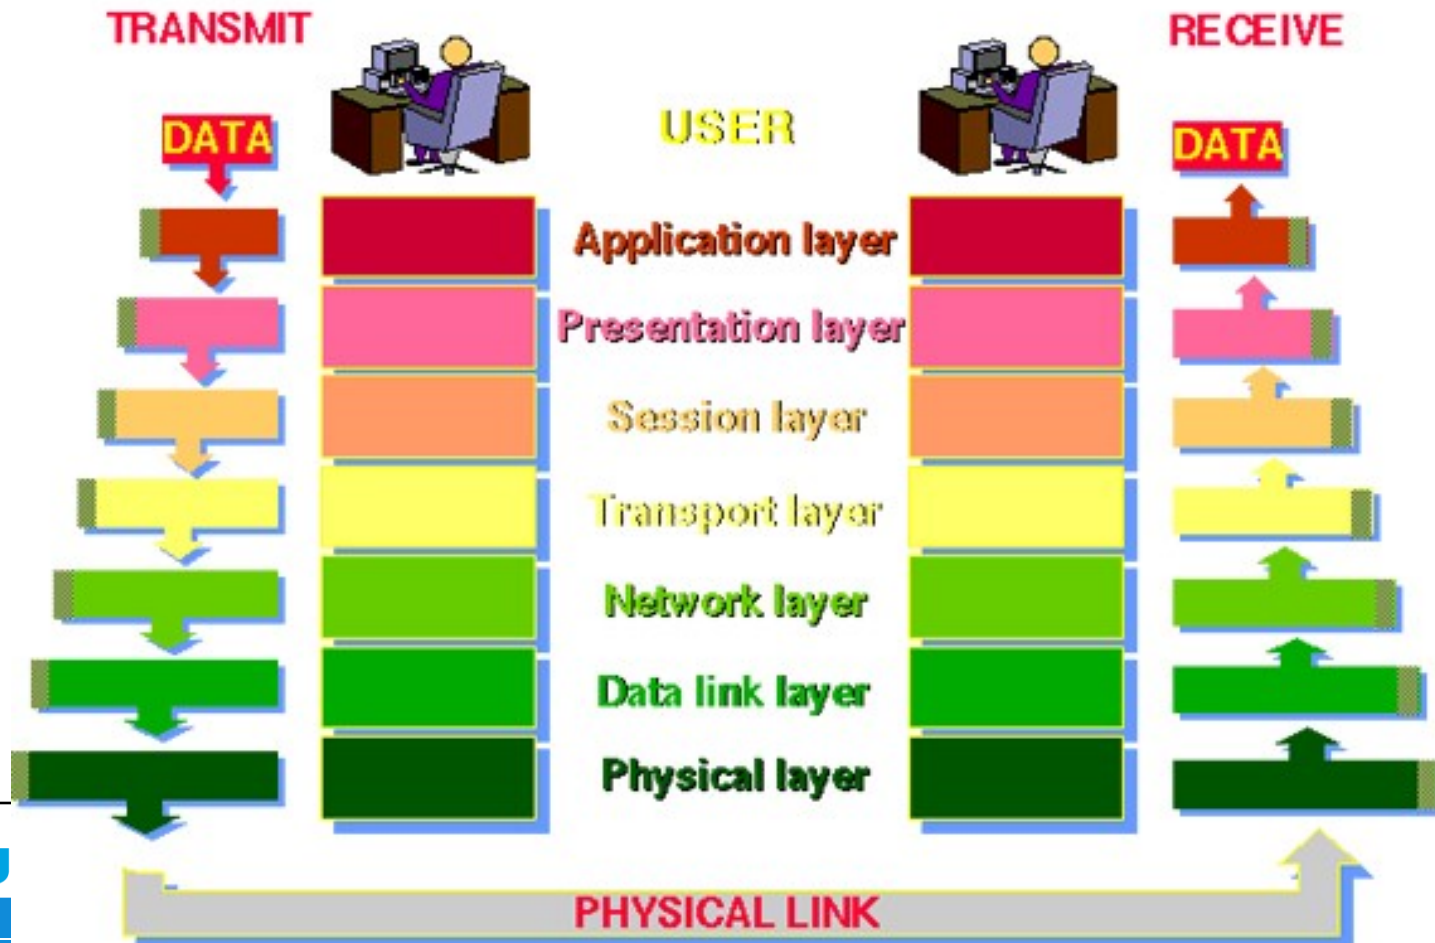 TRANSMIT
RECEIVE
DATA
USER
DATA
Application layer
Presentation layer
Session layer
Transport layer
Network layer
Data link layer
Physical layer
PHYSICAL LINK